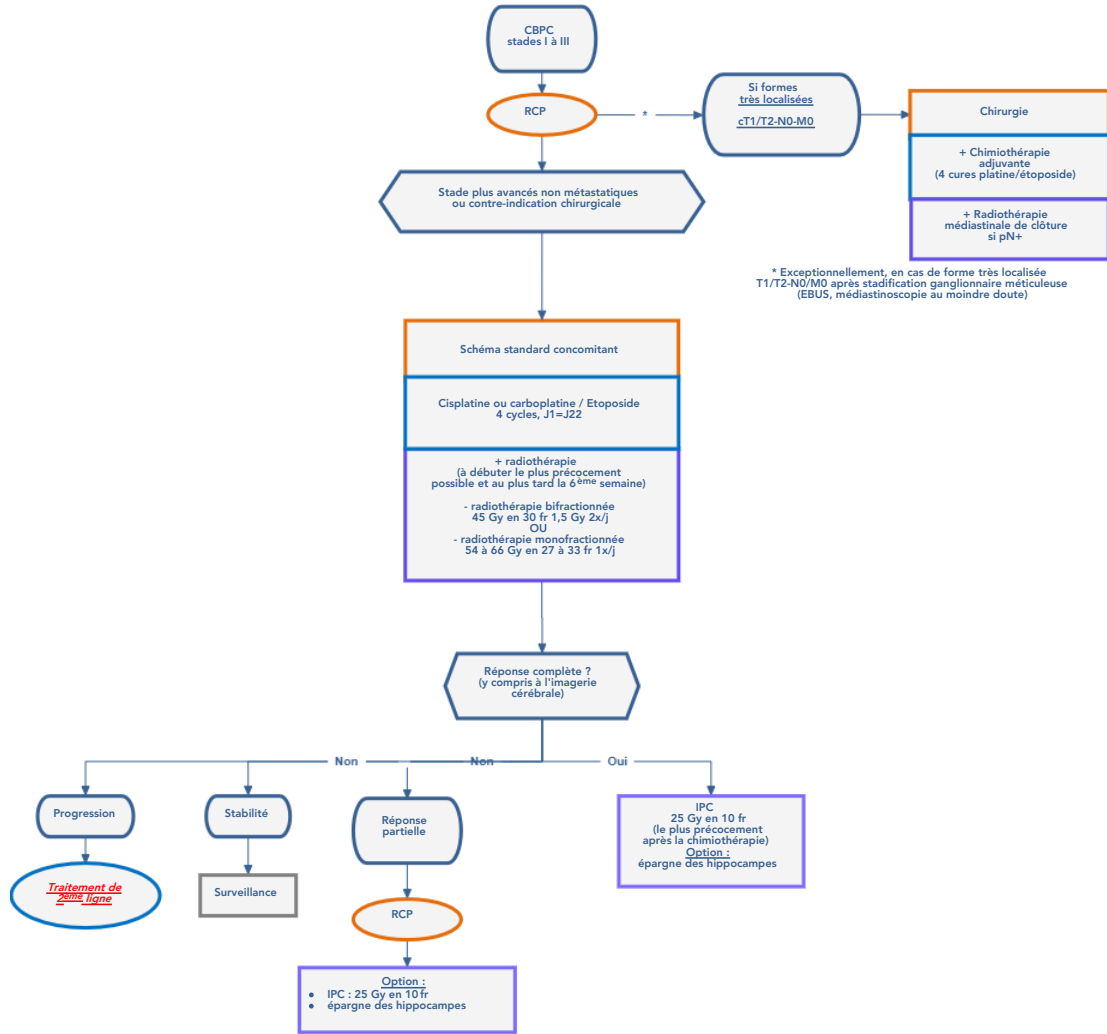 CBPC
stades I à III
RCP
*
Si formes
très localisées
cT1/T2-N0-M0
Chirurgie
+ Chimiothérapie
adjuvante
(4 cures platine/étoposide)
+ Radiothérapie
médiastinale de clôture
si pN+
Stade plus avancés non métastatiques
ou contre-indication chirurgicale
* Exceptionnellement, en cas de forme très localisée
T1/T2-N0/M0 après stadification ganglionnaire méticuleuse
(EBUS, médiastinoscopie au moindre doute)
Schéma standard concomitant
Cisplatine ou carboplatine / Etoposide
4 cycles, J1=J22
+ radiothérapie
(à débuter le plus précocement
possible et au plus tard la 6ème semaine)
- radiothérapie bifractionnée
45 Gy en 30 fr 1,5 Gy 2x/j
OU
- radiothérapie monofractionnée
54 à 66 Gy en 27 à 33 fr 1x/j
Réponse complète ?
(y compris à l'imagerie
cérébrale)
Non
Non
Oui
Progression
Stabilité
Réponse
partielle
IPC
25 Gy en 10 fr
(le plus précocement
après la chimiothérapie)
Option :
épargne des hippocampes
Traitement de
2ème ligne
Surveillance
RCP
Option :
● IPC : 25 Gy en 10 fr
● épargne des hippocampes